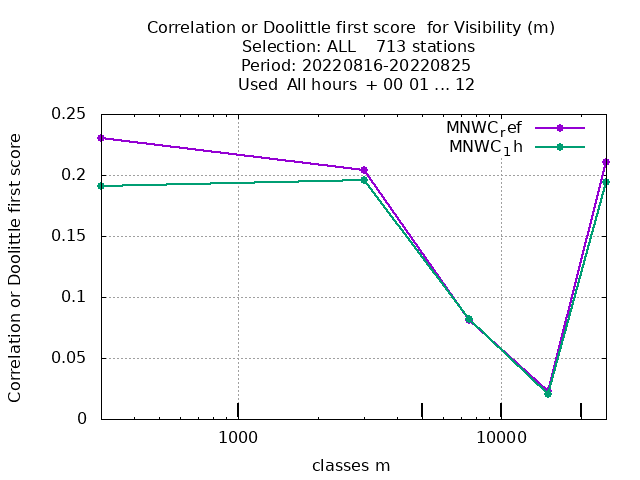 Correlation or Doolittle first score  for Visibility (m)
Selection: ALL    713 stations
Period: 20220816-20220825
Used  All hours  + 00 01 ... 12
MNWC_ref
MNWC_1h
Correlation or Doolittle first score
0.25
0.2
0.15
0.1
0.05
0
1000 10000
classes m